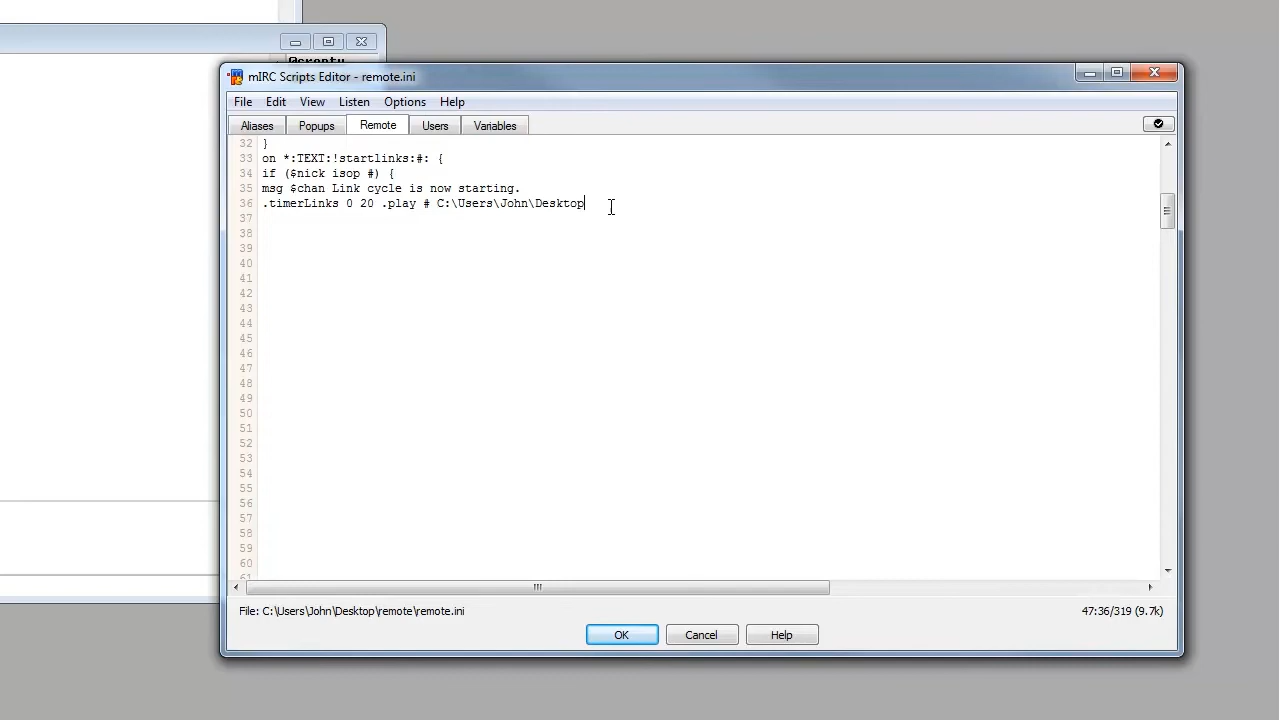 mIRC Scripts Editor - remote.ini
File Edit View Listen Options Help
Aliases Popups Remote Users Variables
32 }
33 on *:TEXT:!startlinks:#: {
34 if ($nick isop #) {
35 msg $chan Link cycle is now starting.
36 .timerLinks 0 20 .play # C:\Users\John\Desktop
37
38
39
40
41
42
43
44
45
46
47
48
49
50
51
52
53
54
55
56
57
58
59
60
61
File: C:\Users\John\Desktop\remote\remote.ini 47:36/319 (9.7k)
OK Cancel Help